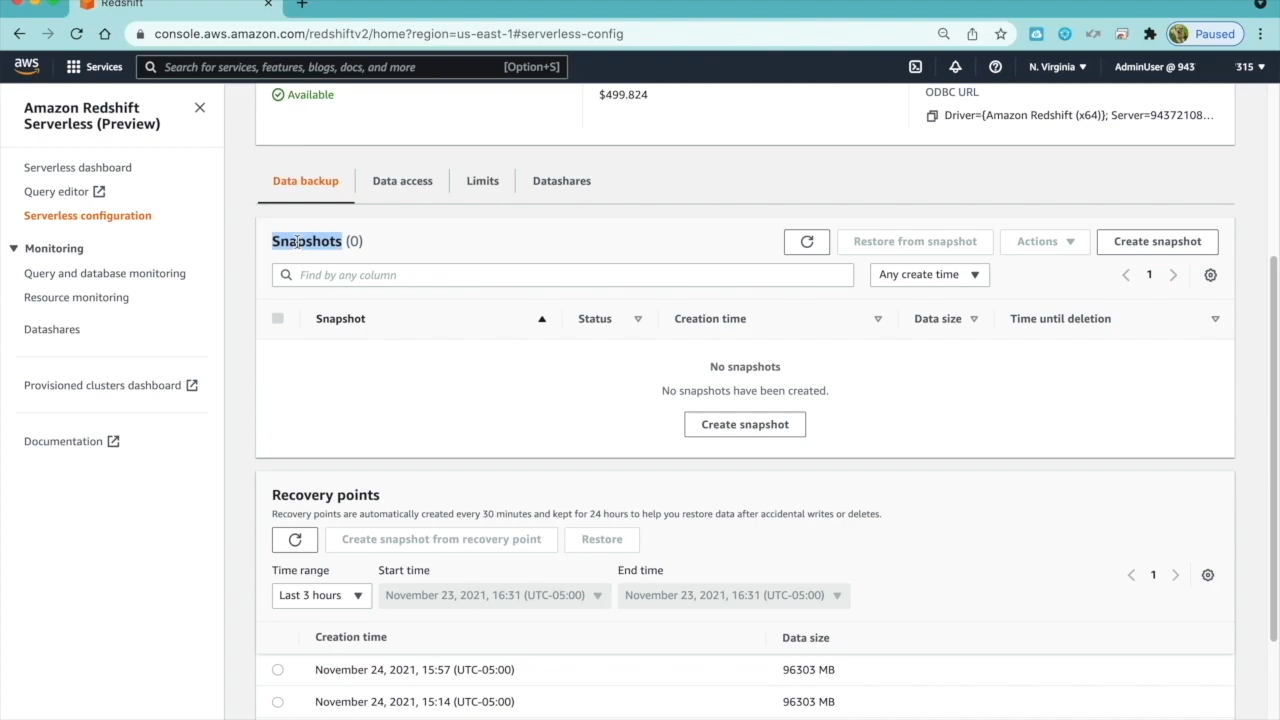 Redshift
console.aws.amazon.com/redshiftv2/home?region=us-east-1#serverless-config
Paused
aws
Services
Search for services, features, blogs, docs, and more
[Option+S]
N. Virginia
AdminUser @ 943
315
Amazon Redshift
Serverless (Preview)
Serverless dashboard
Query editor
Serverless configuration
Monitoring
Query and database monitoring
Resource monitoring
Datashares
Provisioned clusters dashboard
Documentation
Available
$499.824
ODBC URL
Driver={Amazon Redshift (x64)}; Server=94372108...
Data backup
Data access
Limits
Datashares
Snapshots (0)
Restore from snapshot
Actions
Create snapshot
Find by any column
Any create time
1
Snapshot
Status
Creation time
Data size
Time until deletion
No snapshots
No snapshots have been created.
Create snapshot
Recovery points
Recovery points are automatically created every 30 minutes and kept for 24 hours to help you restore data after accidental writes or deletes.
Create snapshot from recovery point
Restore
Time range
Start time
End time
Last 3 hours
November 23, 2021, 16:31 (UTC-05:00)
November 23, 2021, 16:31 (UTC-05:00)
1
Creation time
Data size
November 24, 2021, 15:57 (UTC-05:00)
96303 MB
November 24, 2021, 15:14 (UTC-05:00)
96303 MB